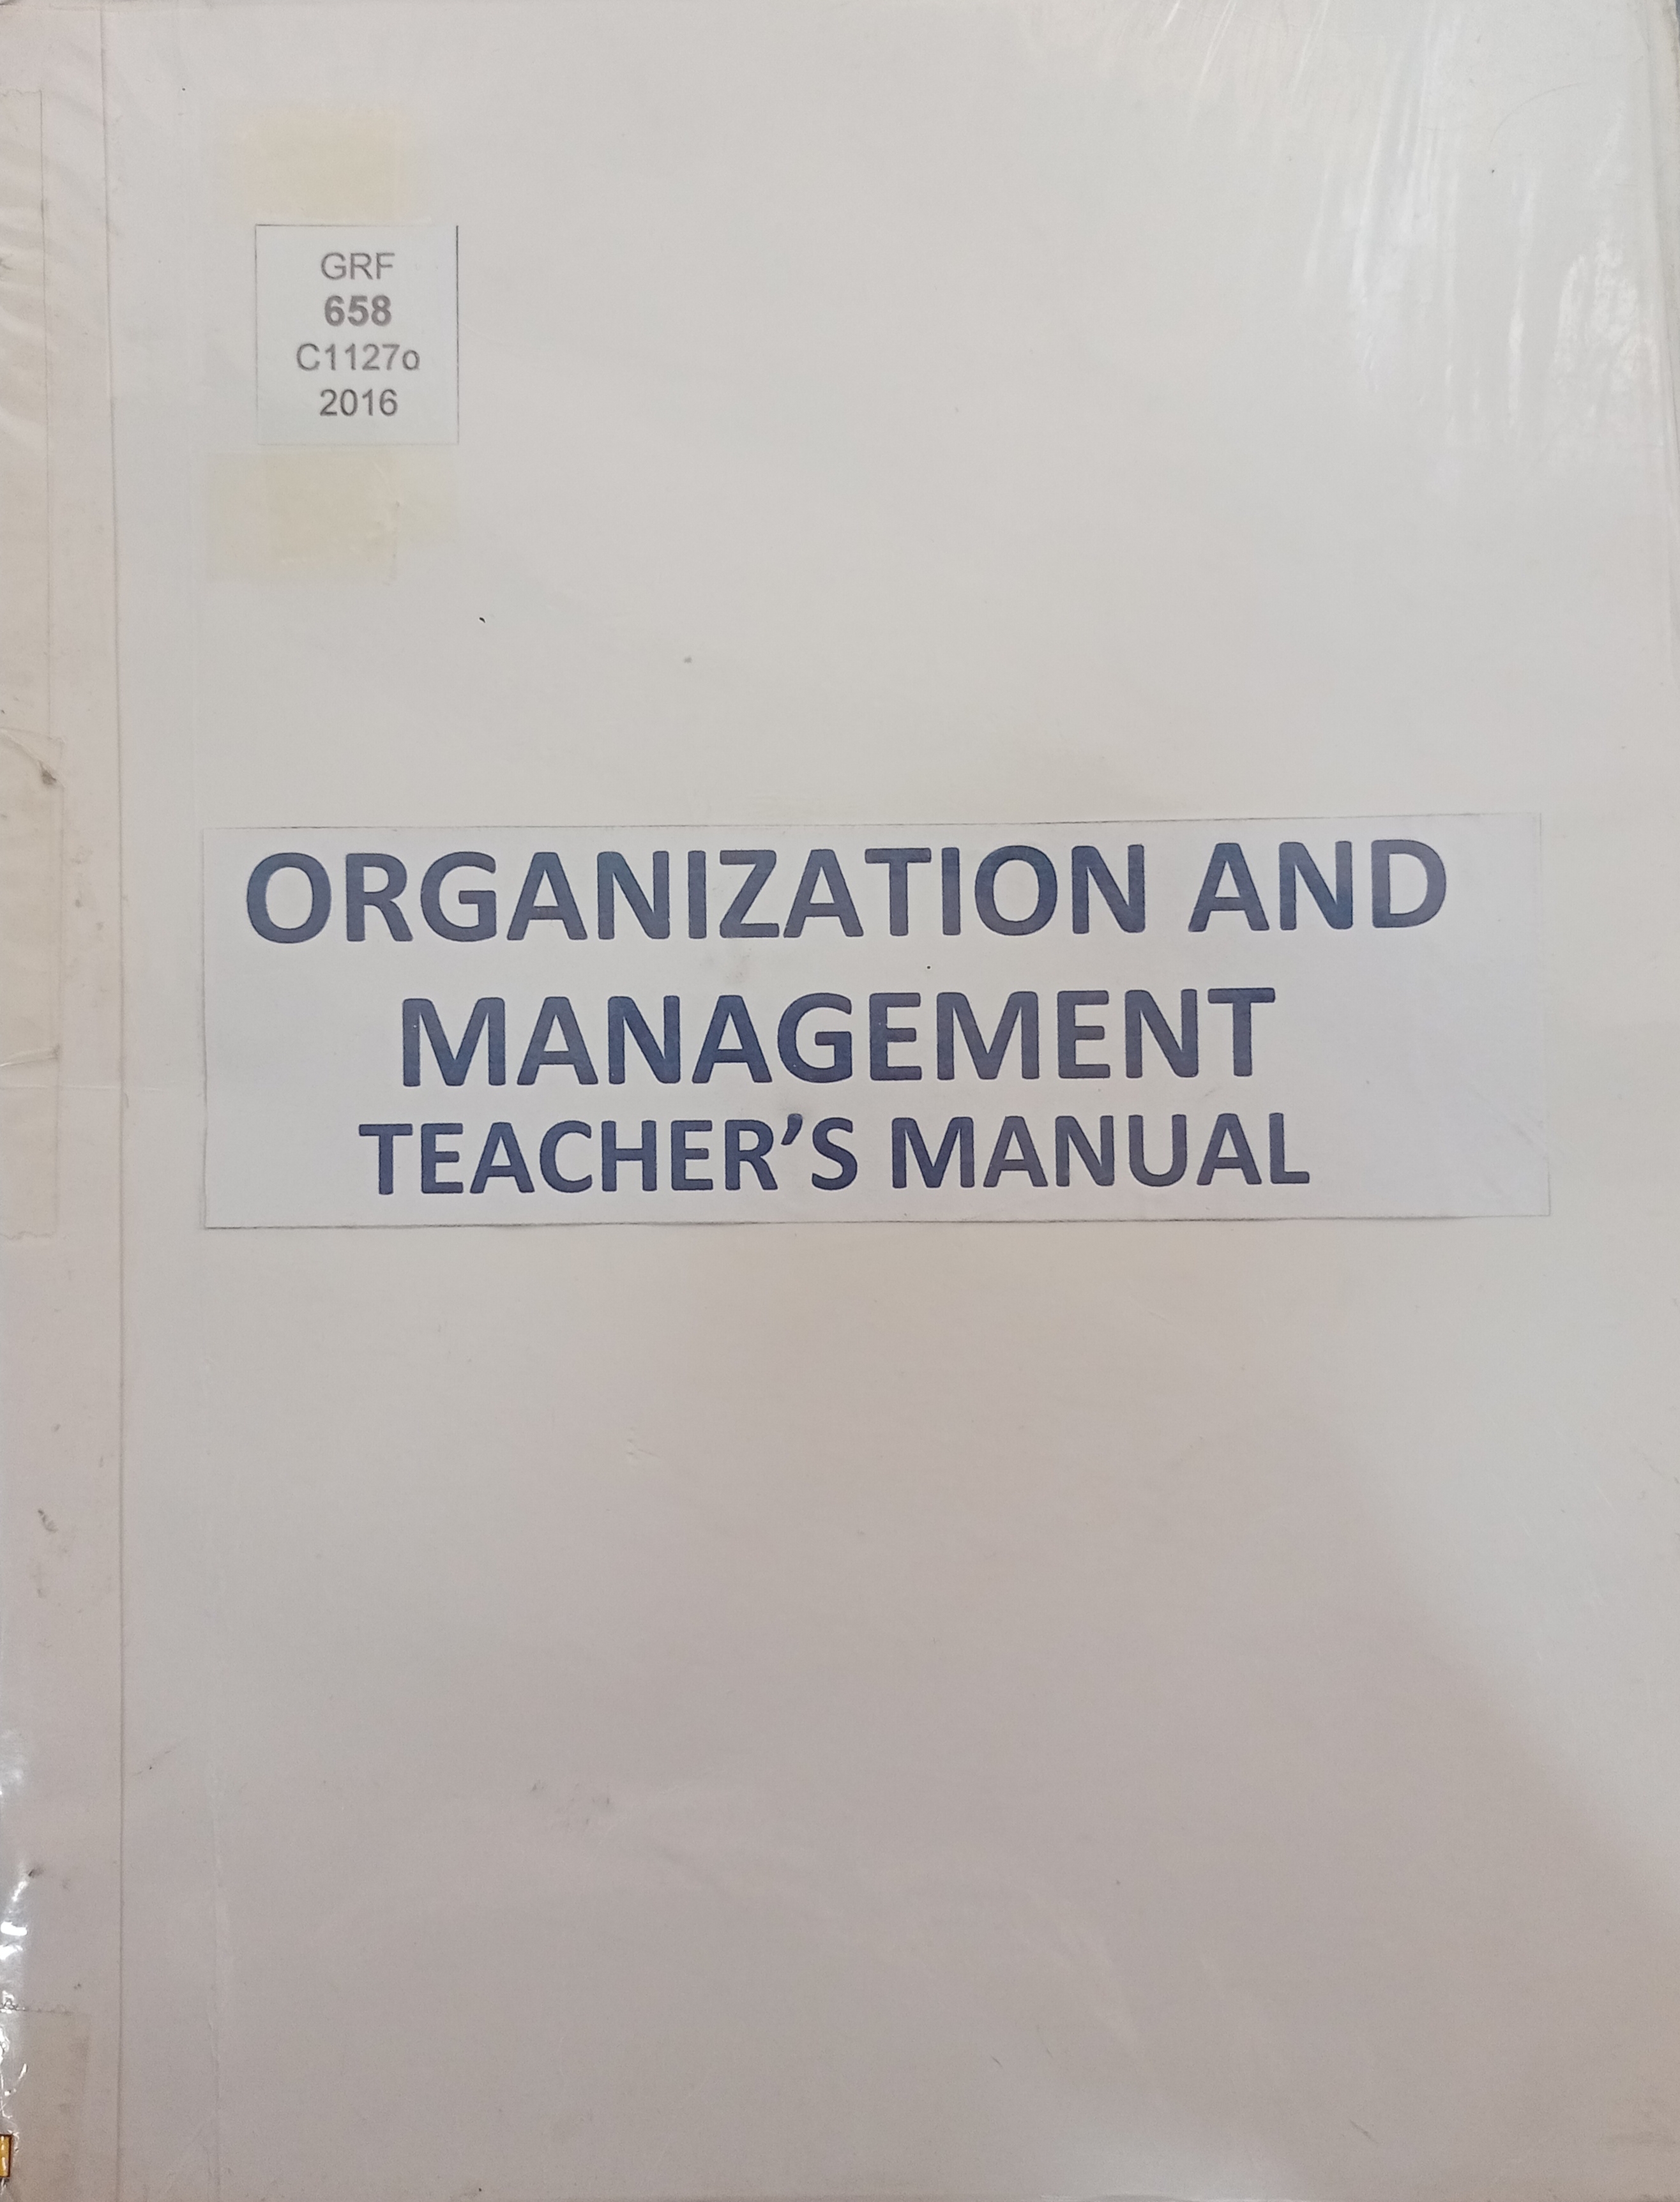 GRF
658
C1127o
2016
ORGANIZATION AND
MANAGEMENT
TEACHER’S MANUAL